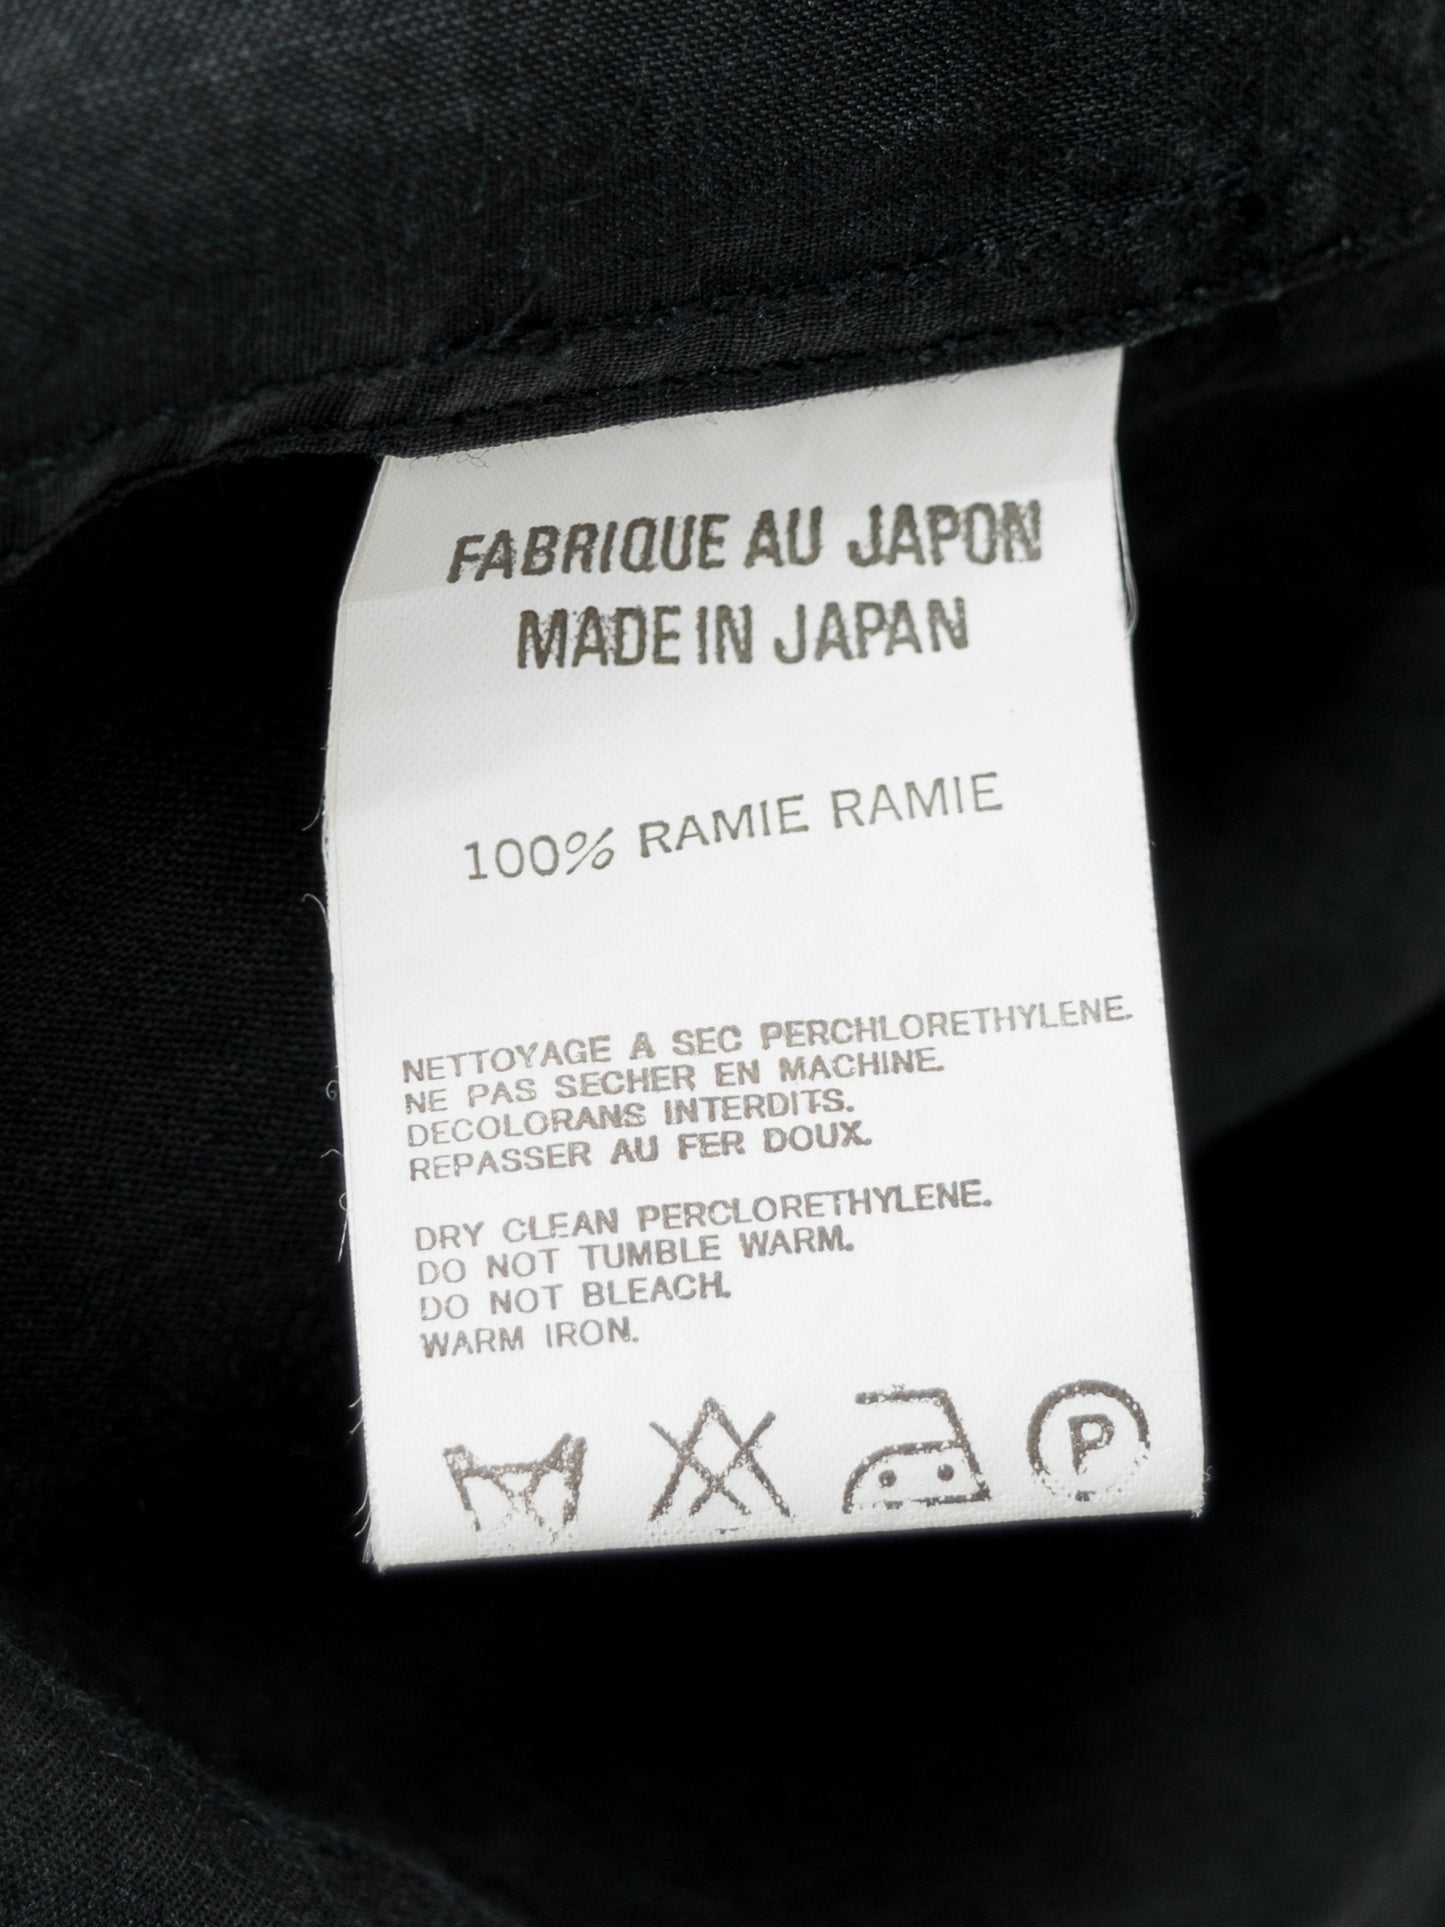 FABRIQUE AU JAPON
MADE IN JAPAN
100% RAMIE RAMIE
NETTOYAGE A SEC PERCHLORETHYLENE.
NE PAS SECHER EN MACHINE.
DECOLORANS INTERDITS.
REPASSER AU FER DOUX.
DRY CLEAN PERCLORETHYLENE.
DO NOT TUMBLE WARM.
DO NOT BLEACH.
WARM IRON.
P